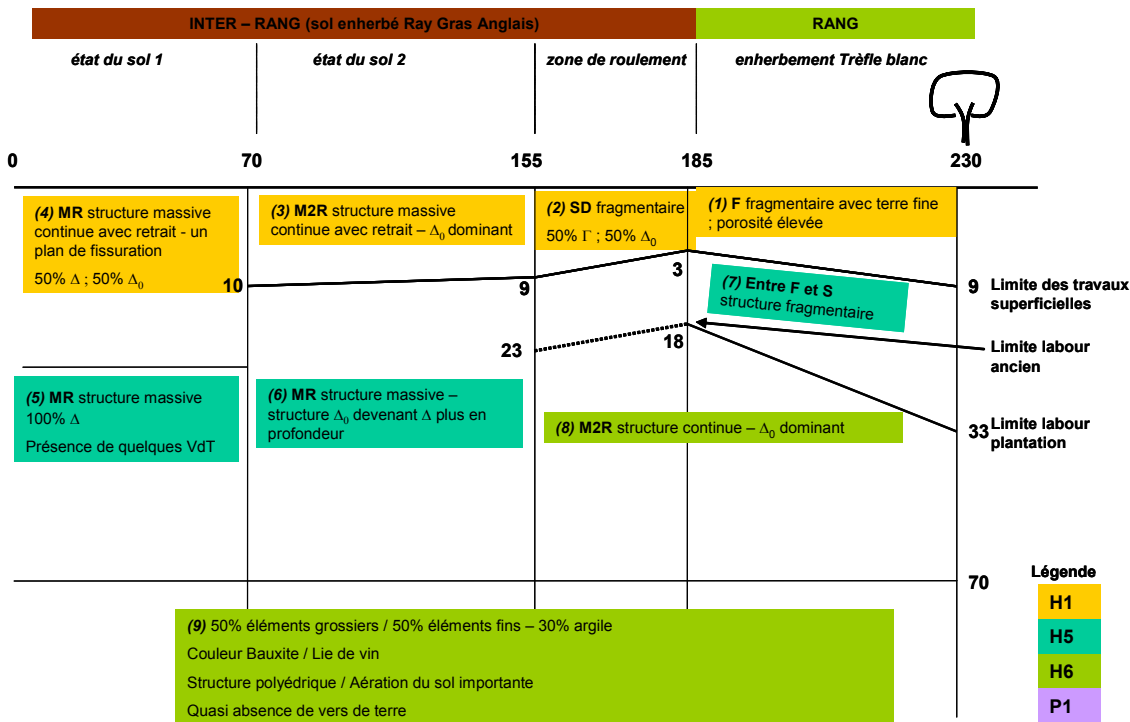 INTER – RANG (sol enherbé Ray Gras Anglais)
RANG
état du sol 1
état du sol 2
zone de roulement
enherbement Trèfle blanc
0
70
155
185
230
(4) MR structure massive
continue avec retrait - un
plan de fissuration
50% Δ ; 50% Δ0
(3) M2R structure massive
continue avec retrait – Δ0 dominant
(2) SD fragmentaire
50% Γ ; 50% Δ0
(1) F fragmentaire avec terre fine
; porosité élevée
10
9
3
(7) Entre F et S
structure fragmentaire
9
Limite des travaux
superficielles
23
18
Limite labour
ancien
(5) MR structure massive
100% Δ
Présence de quelques VdT
(6) MR structure massive –
structure Δ0 devenant Δ plus en
profondeur
(8) M2R structure continue – Δ0 dominant
33
Limite labour
plantation
70
(9) 50% éléments grossiers / 50% éléments fins – 30% argile
Couleur Bauxite / Lie de vin
Structure polyédrique / Aération du sol importante
Quasi absence de vers de terre
Légende
H1
H5
H6
P1